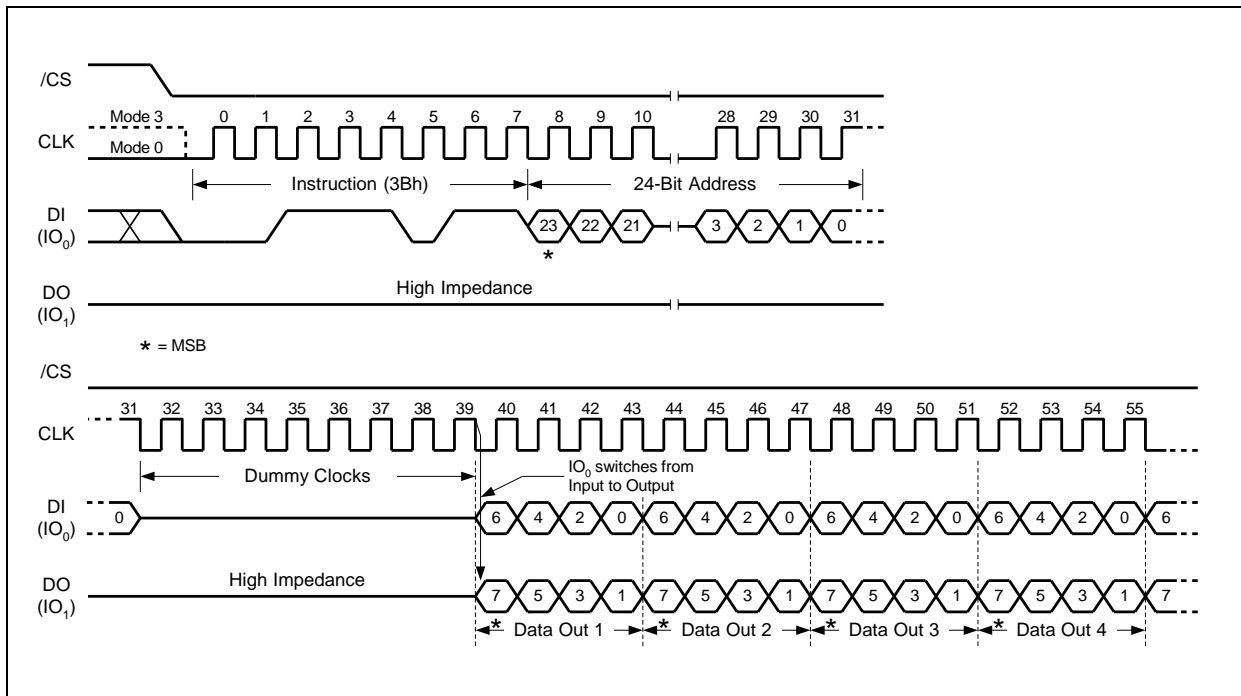 /CS
Mode 3 0 1 2 3 4 5 6 7 8 9 10 28 29 30 31
CLK
Mode 0
Instruction (3Bh) 24-Bit Address
DI
(IO0) 23 22 21 3 2 1 0
*
DO
(IO1) High Impedance
* = MSB
/CS
31 32 33 34 35 36 37 38 39 40 41 42 43 44 45 46 47 48 49 50 51 52 53 54 55
CLK
Dummy Clocks
IO0 switches from
Input to Output
DI
(IO0) 0 6 4 2 0 6 4 2 0 6 4 2 0 6 4 2 0 6
DO
(IO1) High Impedance 7 5 3 1 7 5 3 1 7 5 3 1 7 5 3 1 7
* Data Out 1 * Data Out 2 * Data Out 3 * Data Out 4